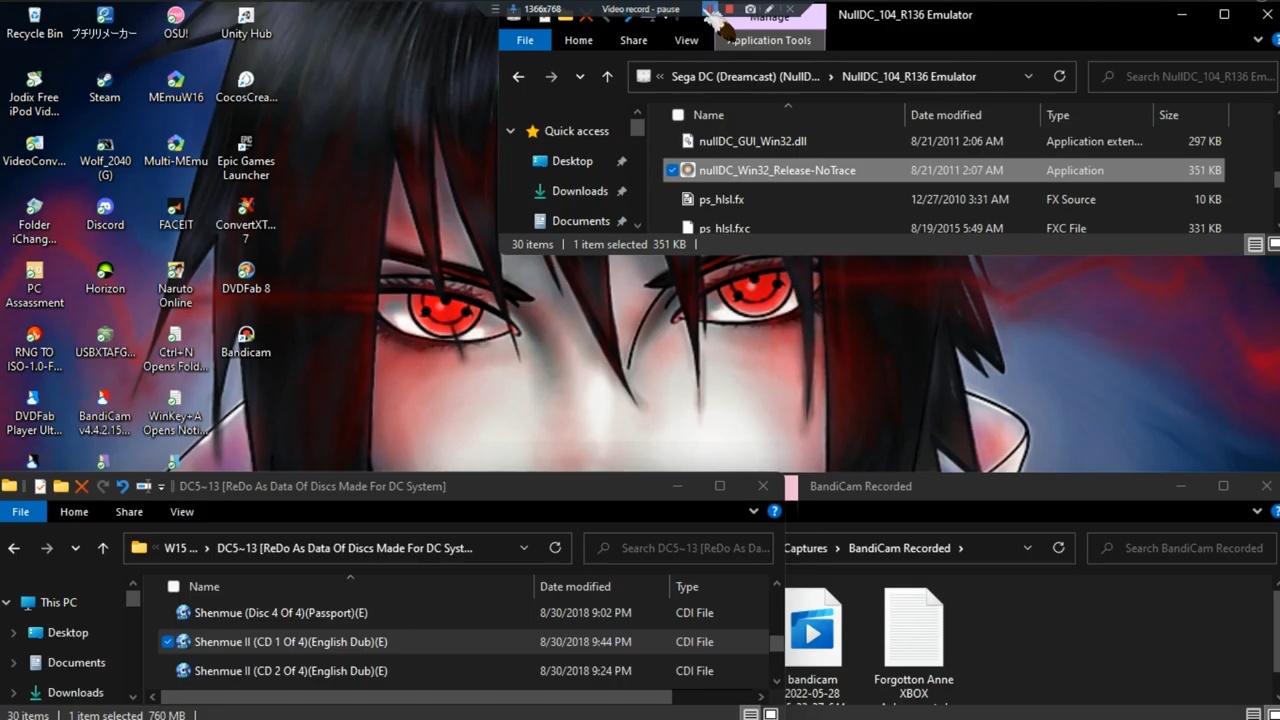 1366x768
Video record - pause
Manage
NullDC_104_R136 Emulator
File
Home
Share
View
Application Tools
« Sega DC (Dreamcast) (NullD... › NullDC_104_R136 Emulator
Search NullDC_104_R136 Em...
Name
Date modified
Type
Size
Quick access
Desktop
Downloads
Documents
nullDC_GUI_Win32.dll
8/21/2011 2:06 AM
Application exten...
297 KB
nullDC_Win32_Release-NoTrace
8/21/2011 2:07 AM
Application
351 KB
ps_hlsl.fx
12/27/2010 3:31 AM
FX Source
10 KB
ps_hlsl.fxc
8/19/2015 5:49 AM
FXC File
331 KB
30 items
1 item selected 351 KB
Recycle Bin
プチリメーカー
OSU!
Unity Hub
Jodix Free
iPod Vid...
Steam
MEmuW16
CocosCrea...
VideoConv...
Wolf_2040
(G)
Multi-MEmu
Epic Games
Launcher
Folder
iChang...
Discord
FACEIT
ConvertXT...
7
PC
Assassment
Horizon
Naruto
Online
DVDFab 8
RNG TO
ISO-1.0-F...
USBXTAFG...
Ctrl+N
Opens Fold...
Bandicam
DVDFab
Player Ult...
BandiCam
v4.4.2.15...
WinKey+A
Opens Noti...
DC5~13 [ReDo As Data Of Discs Made For DC System]
File
Home
Share
View
« W15 ... › DC5~13 [ReDo As Data Of Discs Made For DC Syst...
Search DC5~13 [ReDo As Da...
This PC
Desktop
Documents
Downloads
Name
Date modified
Type
Shenmue (Disc 4 Of 4)(Passport)(E)
8/30/2018 9:02 PM
CDI File
Shenmue II (CD 1 Of 4)(English Dub)(E)
8/30/2018 9:44 PM
CDI File
Shenmue II (CD 2 Of 4)(English Dub)(E)
8/30/2018 9:24 PM
CDI File
30 items
1 item selected 760 MB
BandiCam Recorded
Captures › BandiCam Recorded ›
Search BandiCam Recorded
bandicam
2022-05-28
Forgotton Anne
XBOX